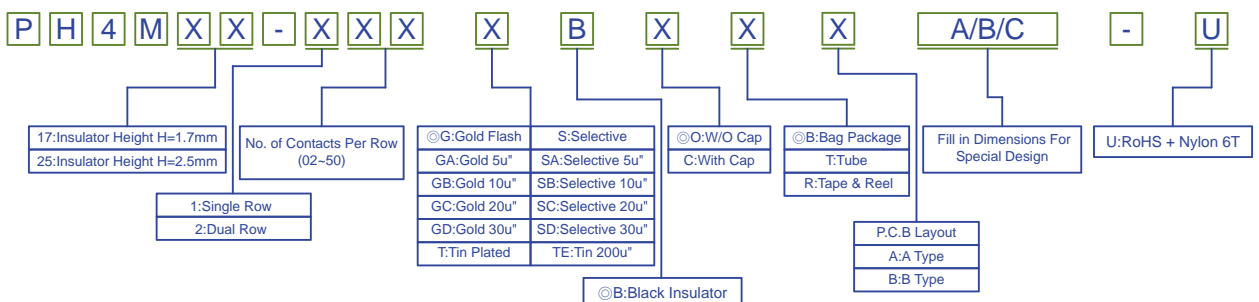 P H 4 M X X - X X X X B X X X A/B/C - U
17:Insulator Height H=1.7mm
25:Insulator Height H=2.5mm
1:Single Row
2:Dual Row
No. of Contacts Per Row
(02~50)
◎G:Gold Flash S:Selective
GA:Gold 5u" SA:Selective 5u"
GB:Gold 10u" SB:Selective 10u"
GC:Gold 20u" SC:Selective 20u"
GD:Gold 30u" SD:Selective 30u"
T:Tin Plated TE:Tin 200u"
◎B:Black Insulator
◎O:W/O Cap
C:With Cap
◎B:Bag Package
T:Tube
R:Tape & Reel
P.C.B Layout
A:A Type
B:B Type
Fill in Dimensions For
Special Design
U:RoHS + Nylon 6T